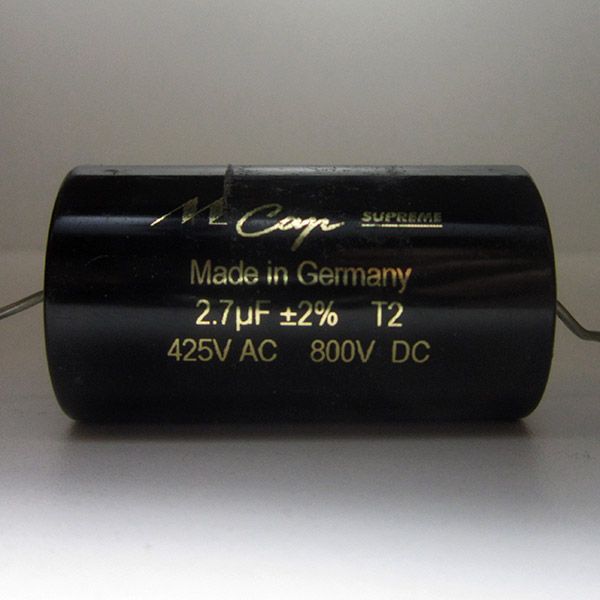 M Cap SUPREME
Made in Germany
2.7µF ±2% T2
425V AC 800V DC